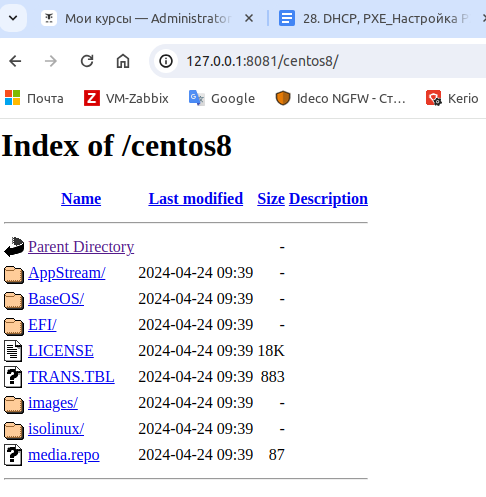 Мои курсы — Administrator
28. DHCP, PXE_Настройка P
127.0.0.1:8081/centos8/
Почта VM-Zabbix Google Ideco NGFW - Ст… Kerio
Index of /centos8
Name Last modified Size Description
Parent Directory -
AppStream/ 2024-04-24 09:39 -
BaseOS/ 2024-04-24 09:39 -
EFI/ 2024-04-24 09:39 -
LICENSE 2024-04-24 09:39 18K
TRANS.TBL 2024-04-24 09:39 883
images/ 2024-04-24 09:39 -
isolinux/ 2024-04-24 09:39 -
media.repo 2024-04-24 09:39 87